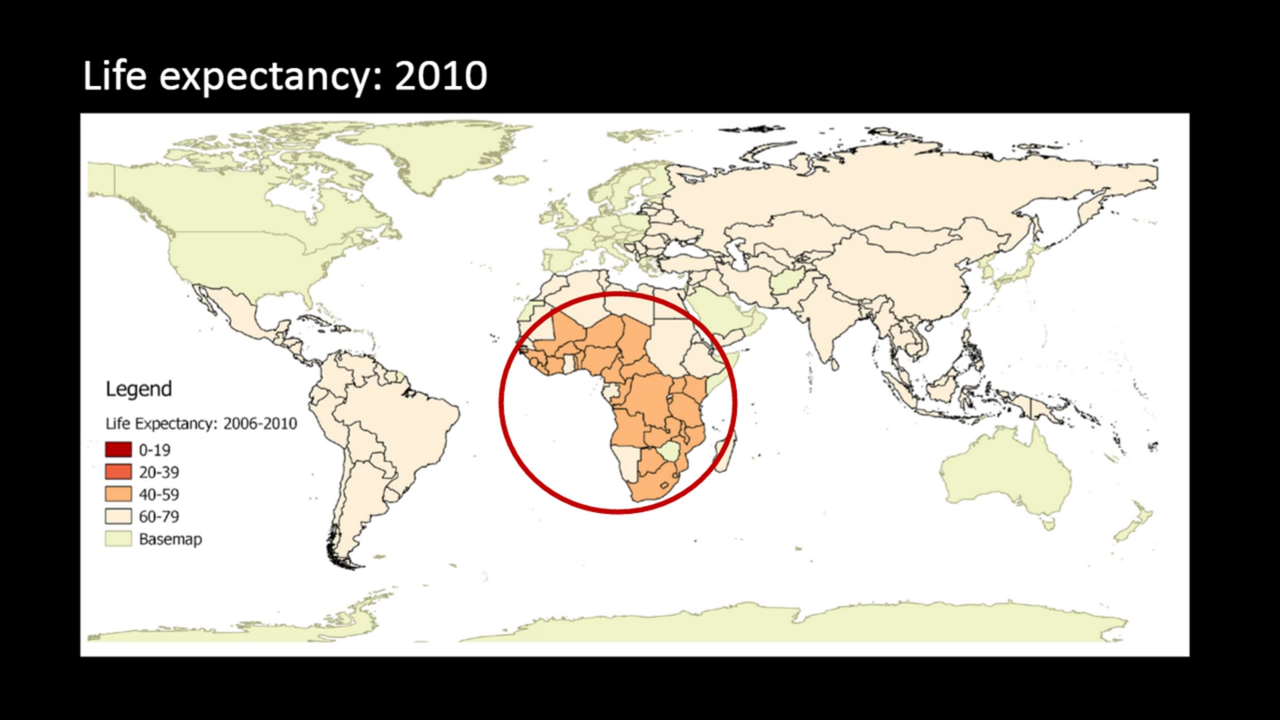 Life expectancy: 2010
Legend
Life Expectancy: 2006-2010
0-19
20-39
40-59
60-79
Basemap